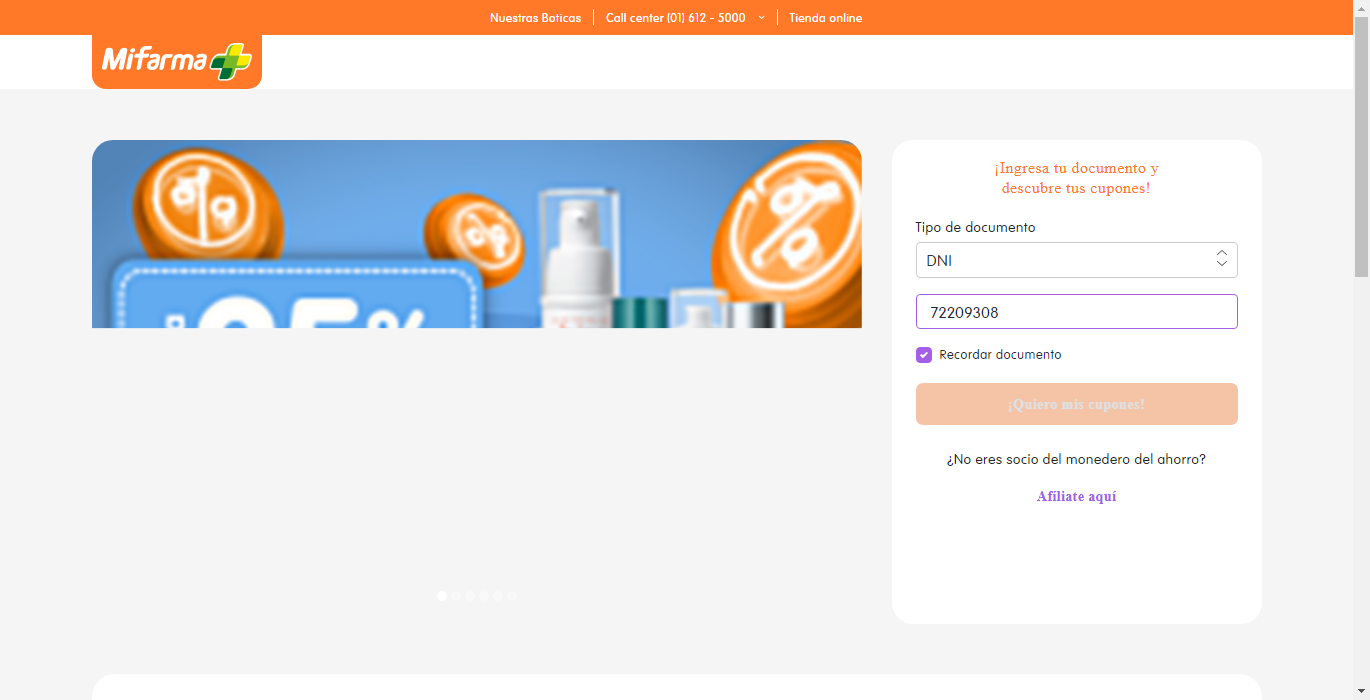 Nuestras Boticas
Call center (01) 612 - 5000
Tienda online
Mifarma
¡Ingresa tu documento y
descubre tus cupones!
Tipo de documento
DNI
72209308
Recordar documento
¡Quiero mis cupones!
¿No eres socio del monedero del ahorro?
Afíliate aquí